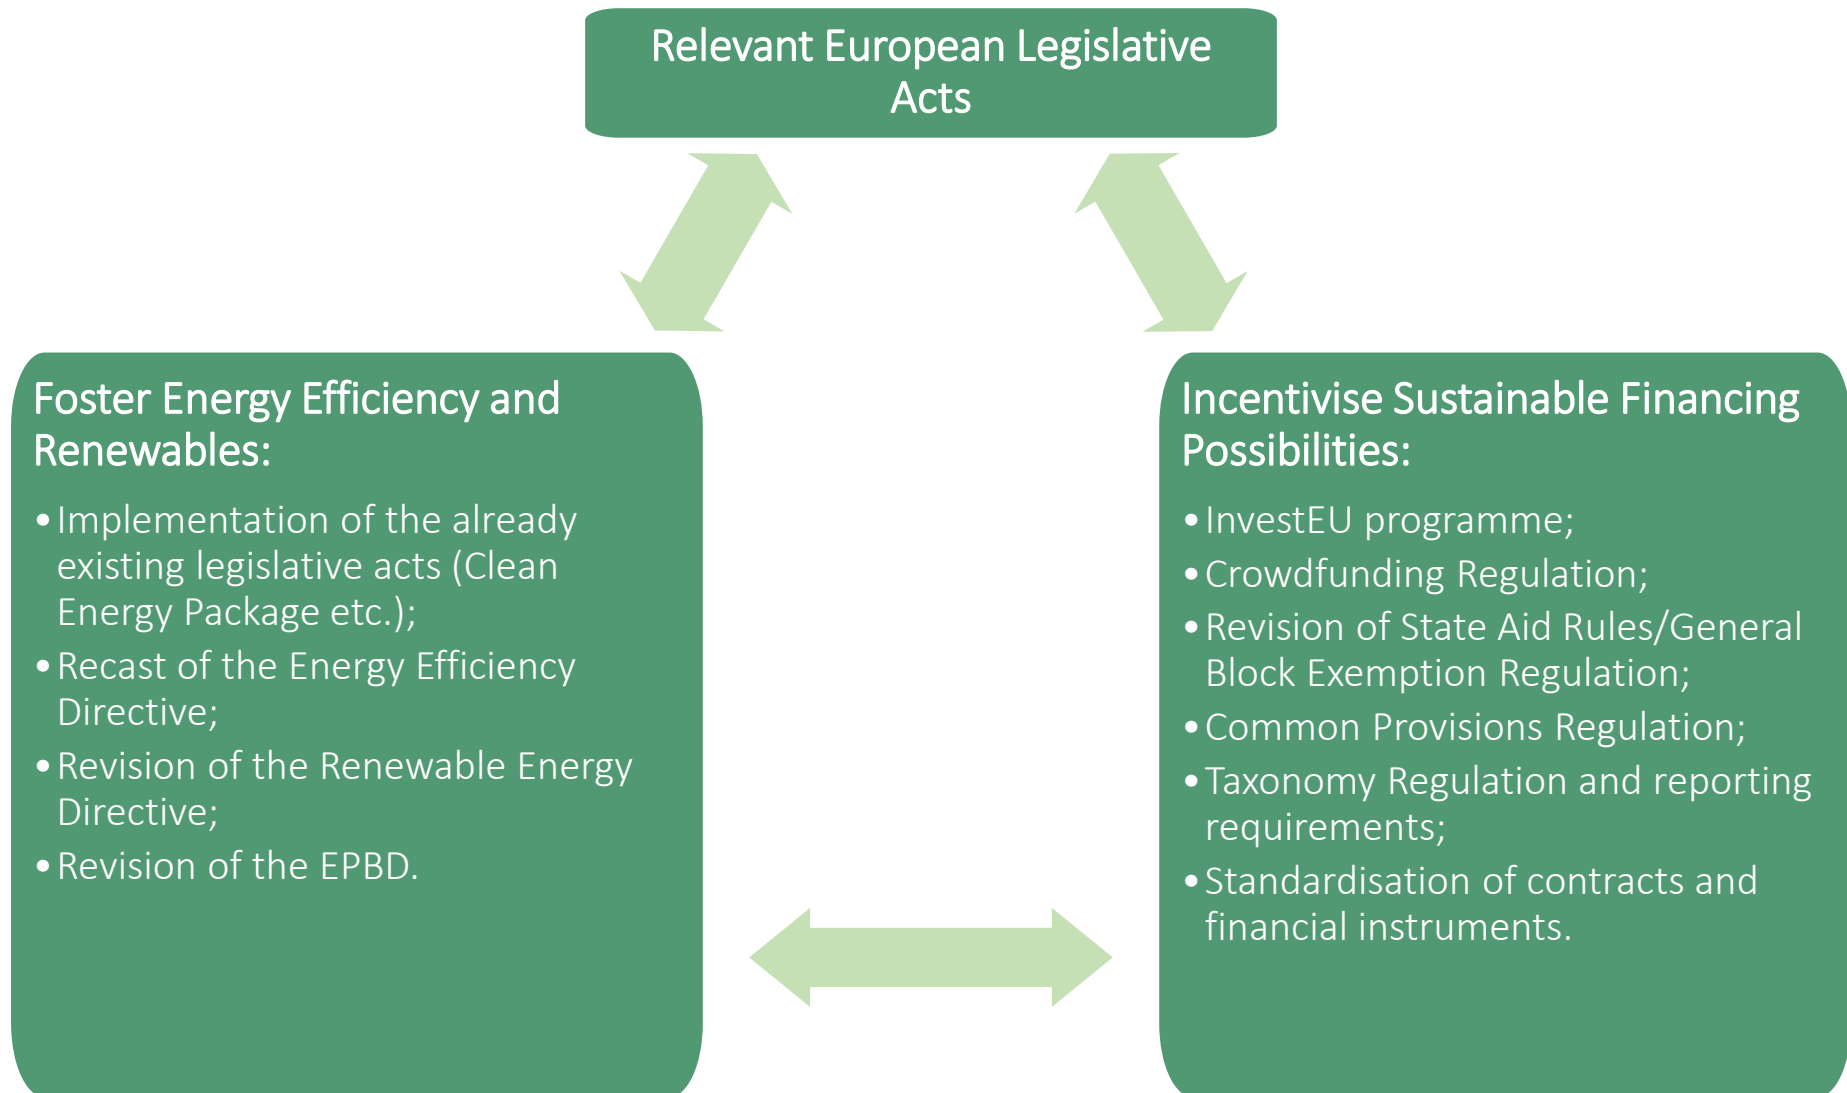 Relevant European Legislative
Acts
Foster Energy Efficiency and
Renewables:
•Implementation of the already
existing legislative acts (Clean
Energy Package etc.);
•Recast of the Energy Efficiency
Directive;
•Revision of the Renewable Energy
Directive;
•Revision of the EPBD.
Incentivise Sustainable Financing
Possibilities:
•InvestEU programme;
•Crowdfunding Regulation;
•Revision of State Aid Rules/General
Block Exemption Regulation;
•Common Provisions Regulation;
•Taxonomy Regulation and reporting
requirements;
•Standardisation of contracts and
financial instruments.